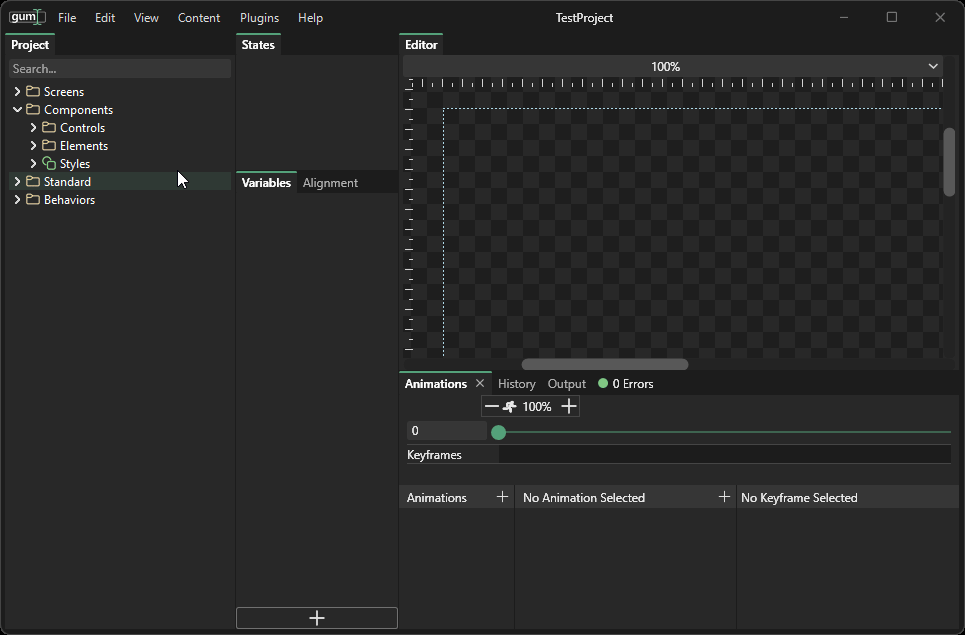 gum File Edit View Content Plugins Help TestProject
Project
Search...
Screens
Components
Controls
Elements
Styles
Standard
Behaviors
States
Variables Alignment
Editor
100%
Animations History Output 0 Errors
100%
0
Keyframes
Animations No Animation Selected No Keyframe Selected